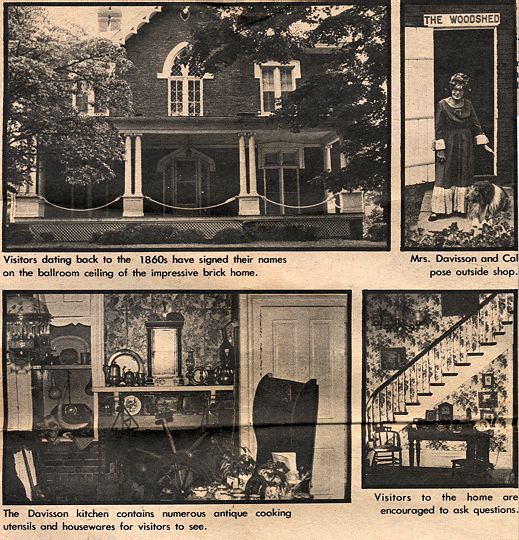 THE WOODSHED
Visitors dating back to the 1860s have signed their names
on the ballroom ceiling of the impressive brick home.
Mrs. Davisson and Cal
pose outside shop.
The Davisson kitchen contains numerous antique cooking
utensils and housewares for visitors to see.
Visitors to the home are
encouraged to ask questions.